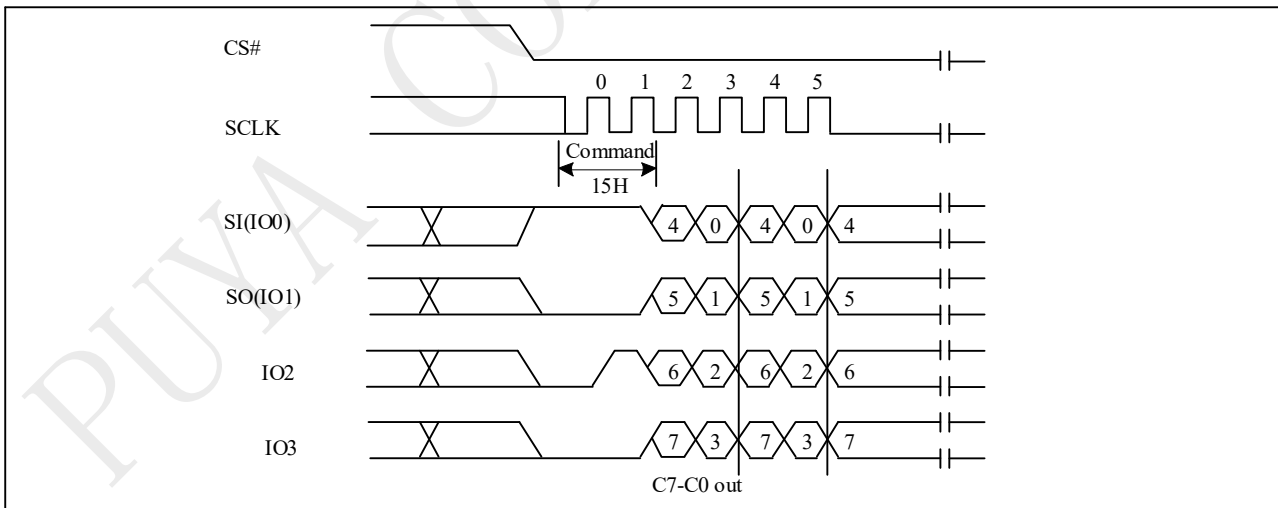 CS#
0 1 2 3 4 5
SCLK
Command
15H
SI(IO0) 4 0 4 0 4
SO(IO1) 5 1 5 1 5
IO2 6 2 6 2 6
IO3 7 3 7 3 7
C7-C0 out
PUYA